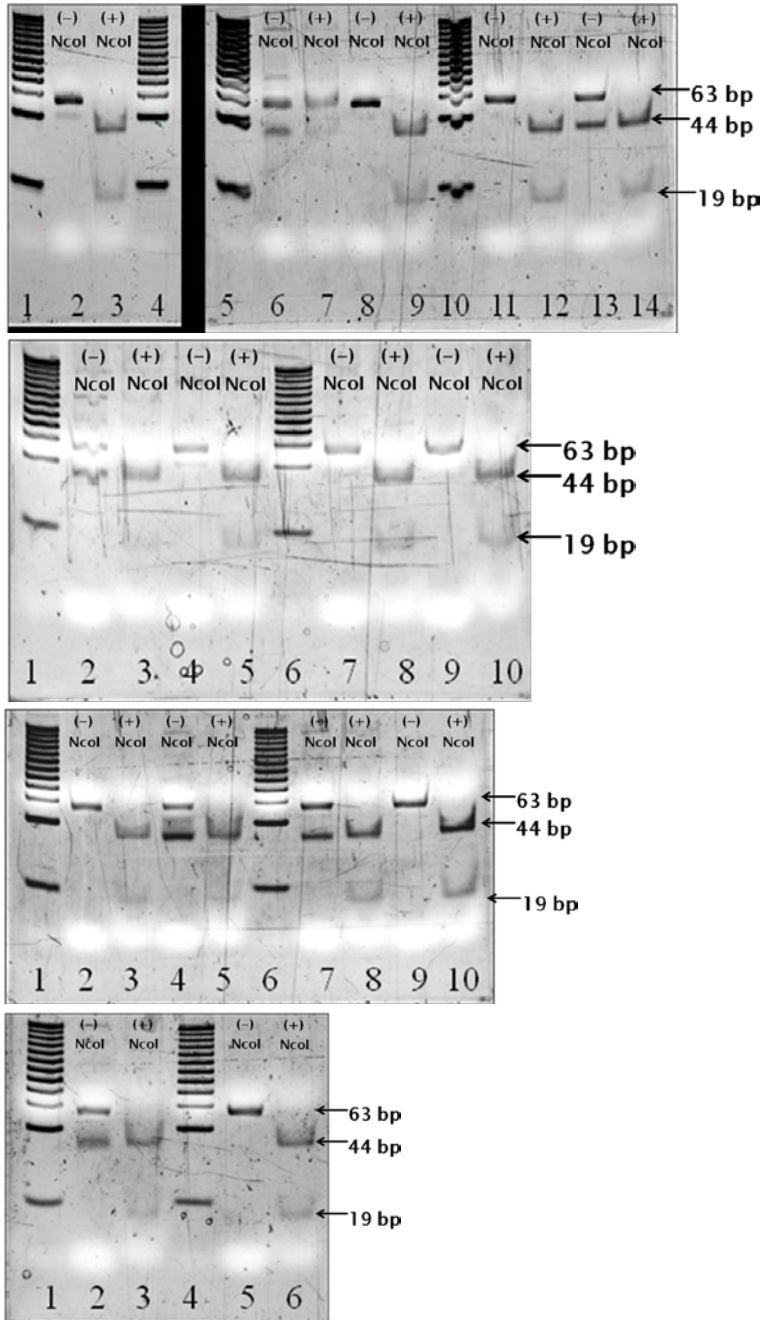 (-) (+) (-) (+) (-) (+) (-) (+) (-) (+)
NcoI NcoI NcoI NcoI NcoI NcoI NcoI NcoI NcoI NcoI
63 bp
44 bp
19 bp
1 2 3 4 5 6 7 8 9 10 11 12 13 14
(-) (+) (-) (+) (-) (+) (-) (+)
NcoI NcoI NcoI NcoI NcoI NcoI NcoI NcoI
63 bp
44 bp
19 bp
1 2 3 4 5 6 7 8 9 10
(-) (+) (-) (+) (-) (+) (-) (+)
NcoI NcoI NcoI NcoI NcoI NcoI NcoI NcoI
63 bp
44 bp
19 bp
1 2 3 4 5 6 7 8 9 10
(-) (+) (-) (+)
NcoI NcoI NcoI NcoI
63 bp
44 bp
19 bp
1 2 3 4 5 6